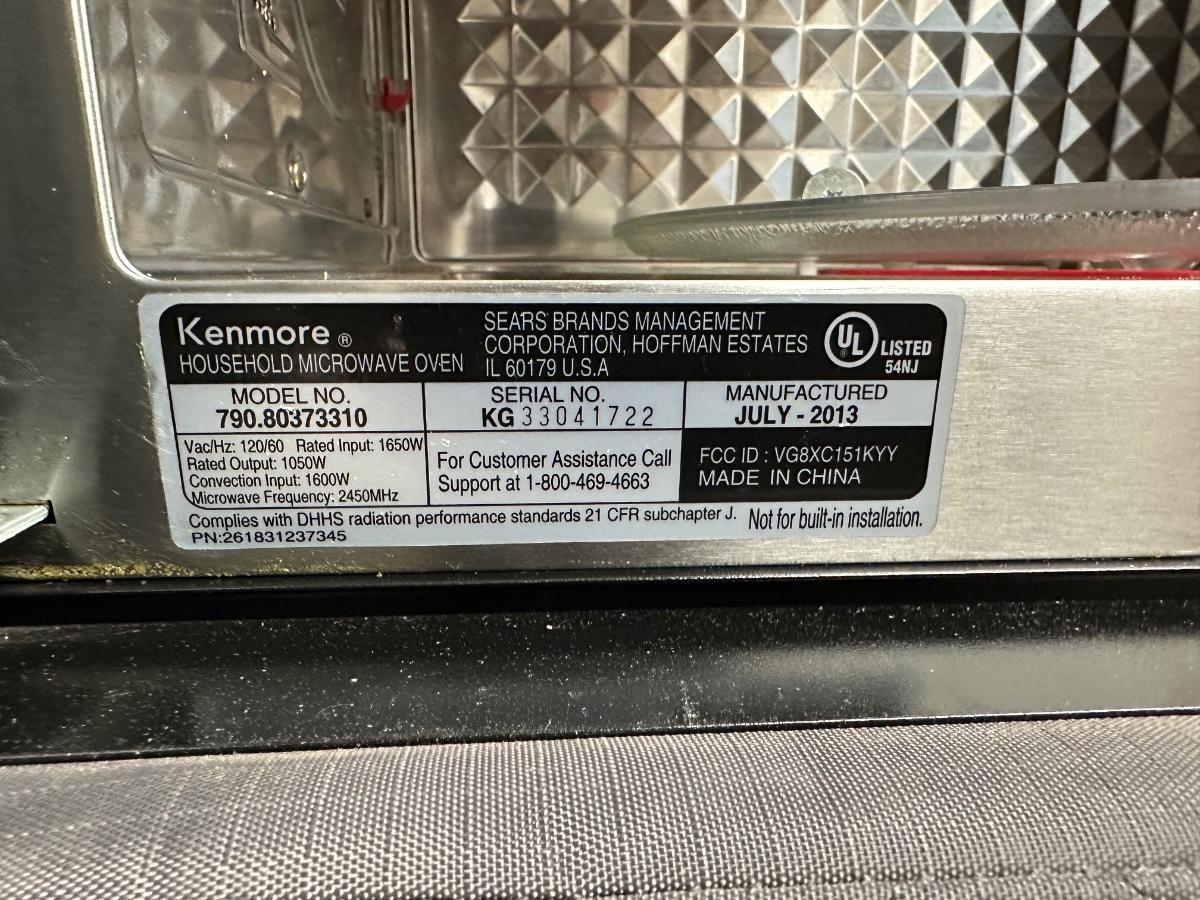 Kenmore ®
HOUSEHOLD MICROWAVE OVEN
SEARS BRANDS MANAGEMENT
CORPORATION, HOFFMAN ESTATES
IL 60179 U.S.A
UL LISTED
54NJ
MODEL NO.
790.80373310
SERIAL NO.
KG 33041722
MANUFACTURED
JULY - 2013
Vac/Hz: 120/60 Rated Input: 1650W
Rated Output: 1050W
Convection Input: 1600W
Microwave Frequency: 2450MHz
For Customer Assistance Call
Support at 1-800-469-4663
FCC ID : VG8XC151KYY
MADE IN CHINA
Complies with DHHS radiation performance standards 21 CFR subchapter J. Not for built-in installation.
PN:261831237345